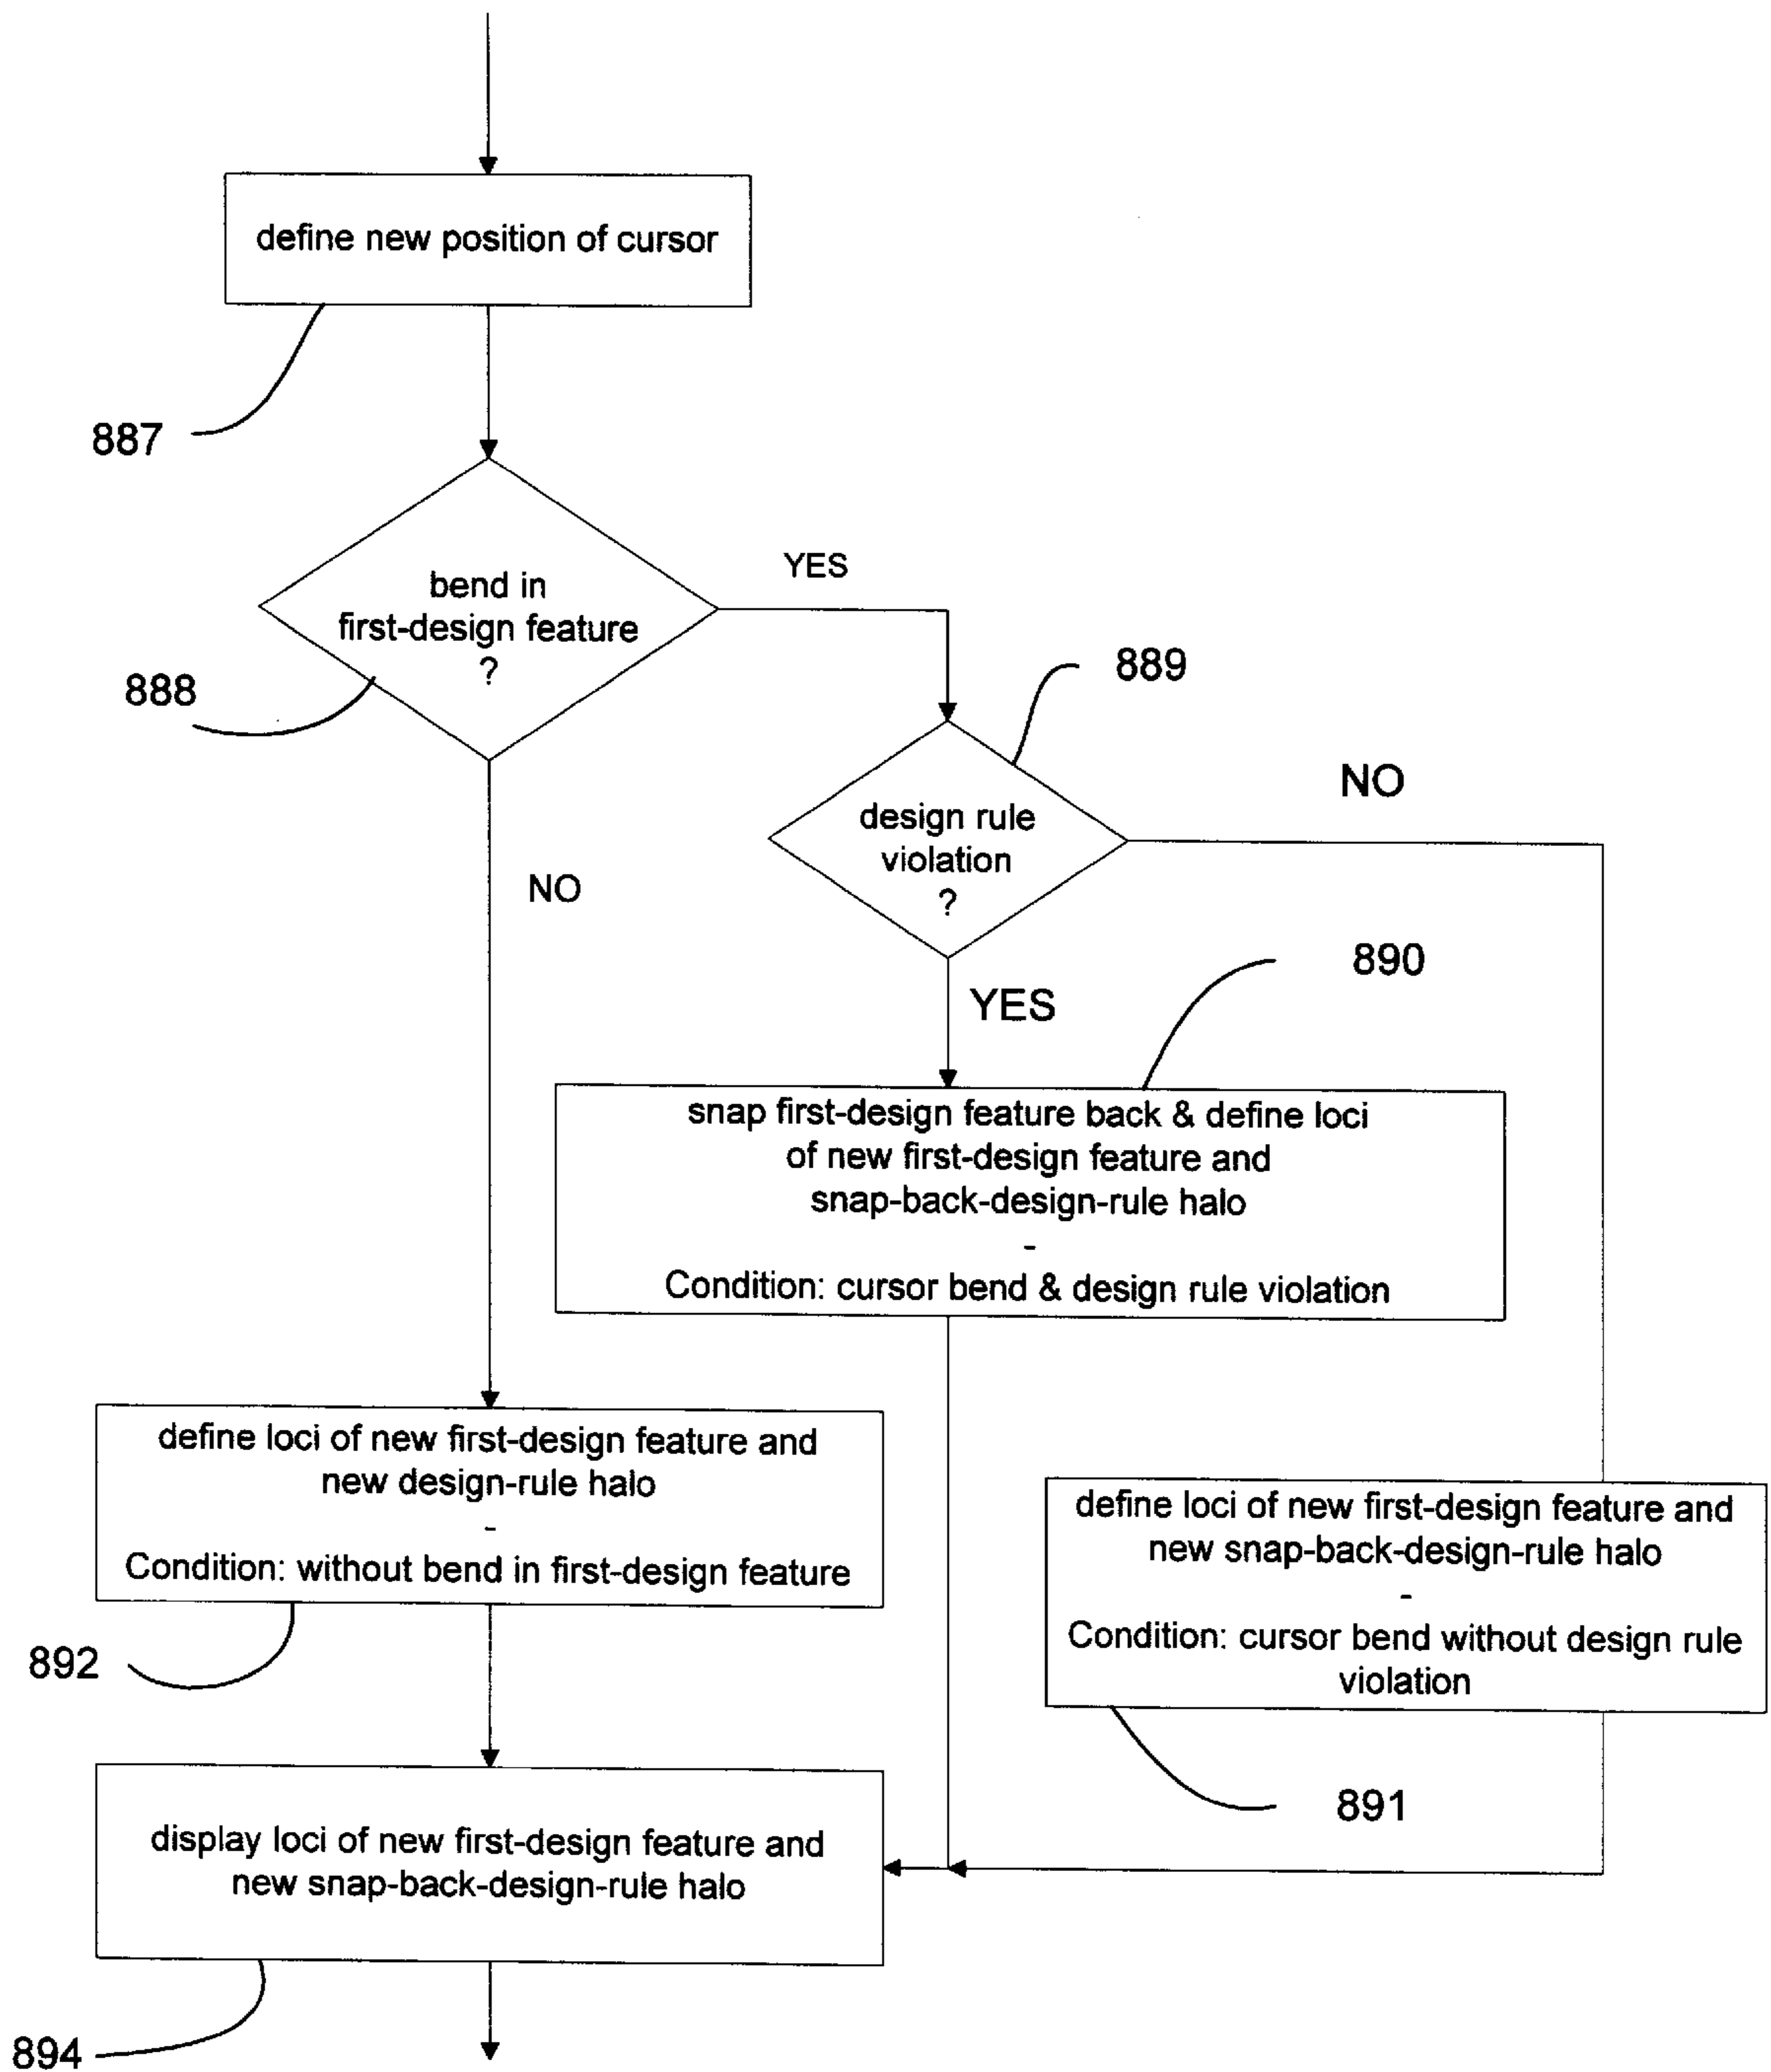 define new position of cursor
887
bend in
first-design feature
?
YES
888
889
design rule
violation
?
NO
NO
890
YES
snap first-design feature back & define loci
of new first-design feature and
snap-back-design-rule halo
-
Condition: cursor bend & design rule violation
define loci of new first-design feature and
new design-rule halo
-
Condition: without bend in first-design feature
892
define loci of new first-design feature and
new snap-back-design-rule halo
-
Condition: cursor bend without design rule
violation
891
display loci of new first-design feature and
new snap-back-design-rule halo
894